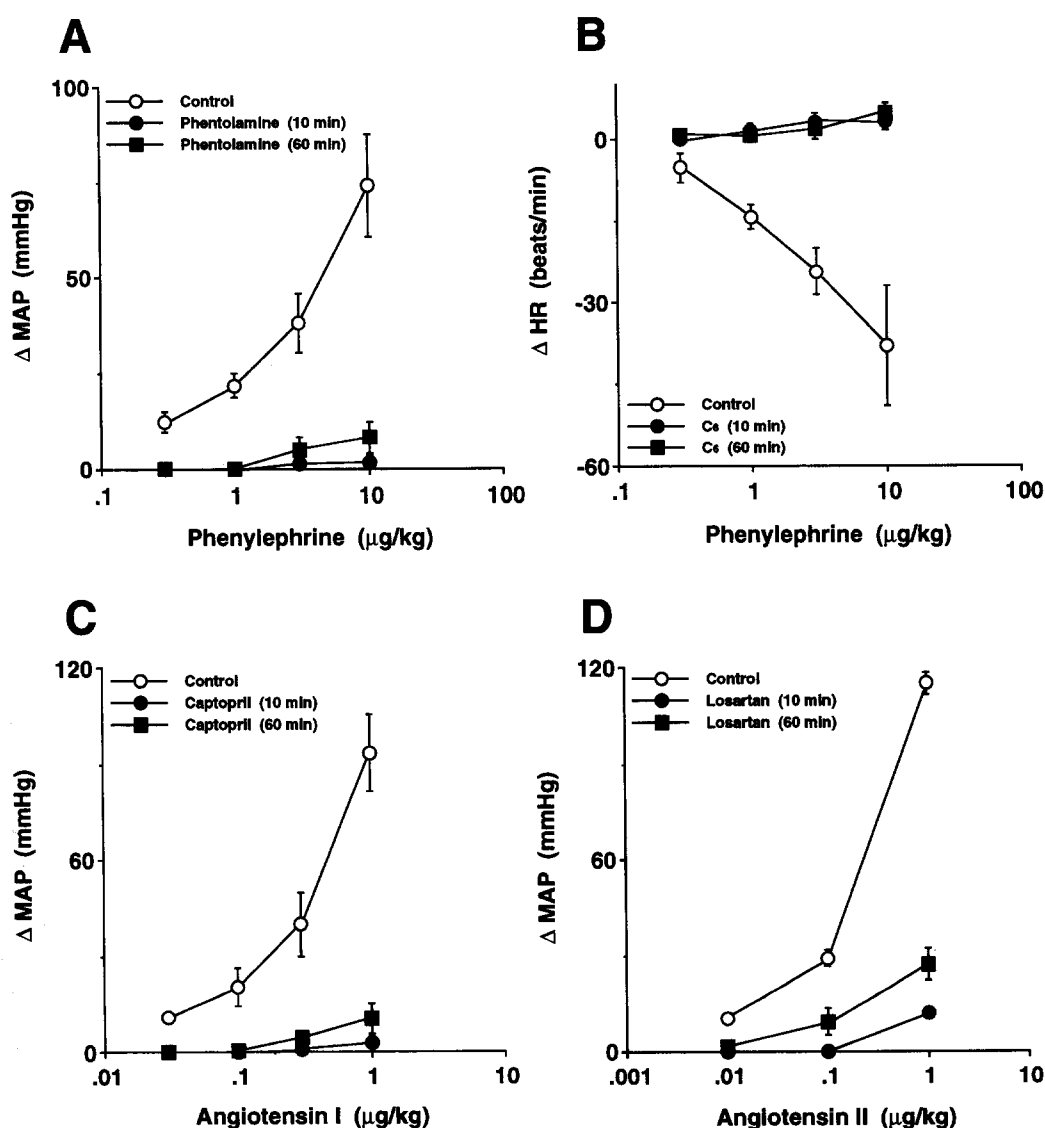 A
100
Control
Phentolamine (10 min)
Phentolamine (60 min)
50
0
Δ MAP (mmHg)
.1
1
10
100
Phenylephrine (μg/kg)
B
0
-30
-60
Δ HR (beats/min)
Control
C₆ (10 min)
C₆ (60 min)
.1
1
10
100
Phenylephrine (μg/kg)
C
120
Control
Captopril (10 min)
Captopril (60 min)
60
0
Δ MAP (mmHg)
.01
.1
1
10
Angiotensin I (μg/kg)
D
120
Control
Losartan (10 min)
Losartan (60 min)
60
0
Δ MAP (mmHg)
.001
.01
.1
1
10
Angiotensin II (μg/kg)